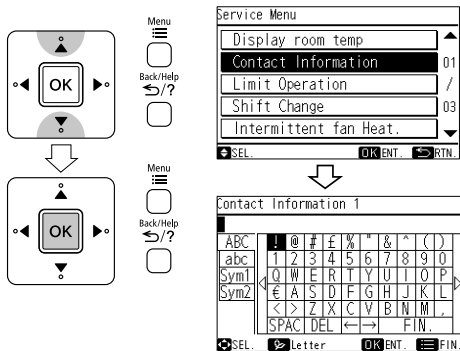 Menu
OK
Back/Help
/?
Menu
OK
Back/Help
/?
Service Menu
Display room temp
Contact Information
Limit Operation
Shift Change
Intermittent fan Heat.
01
/
03
SEL.
OK ENT.
RTN.
Contact Information 1
ABC
abc
Sym1
Sym2
! @ # £ % " & ^ ( )
1 2 3 4 5 6 7 8 9 0
Q W E R T Y U I O P
€ A S D F G H J K L
< > Z X C V B N M ,
SPAC DEL ← → FIN.
SEL.
Letter
OK ENT.
FIN.